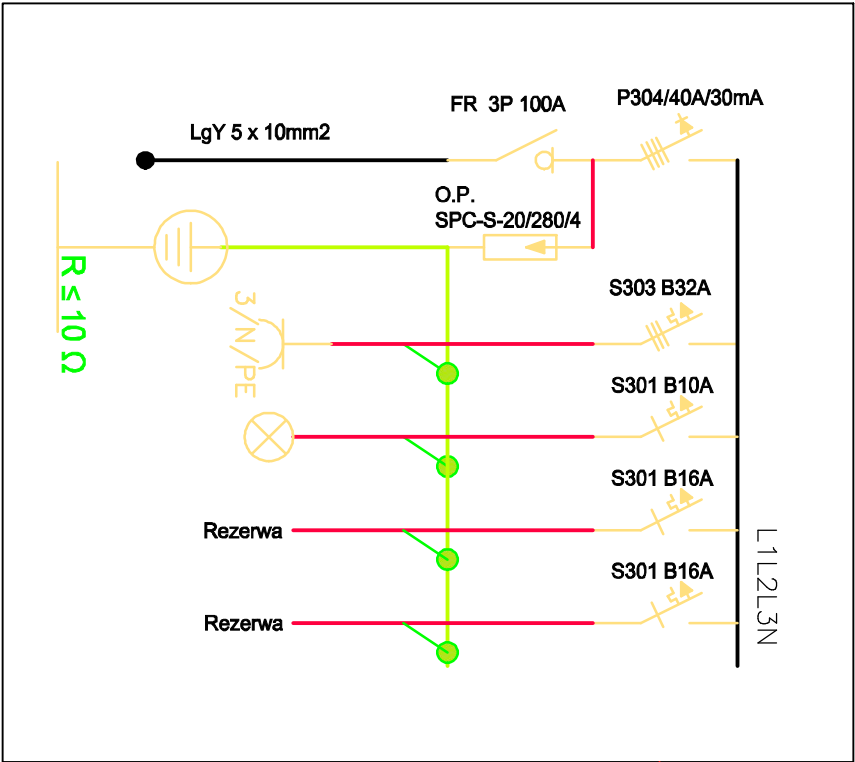 FR 3P 100A
P304/40A/30mA
LgY 5 x 10mm2
O.P.
SPC-S-20/280/4
R ≤ 10 Ω
S303 B32A
3/N/PE
S301 B10A
S301 B16A
Rezerwa
L1L2L3N
S301 B16A
Rezerwa